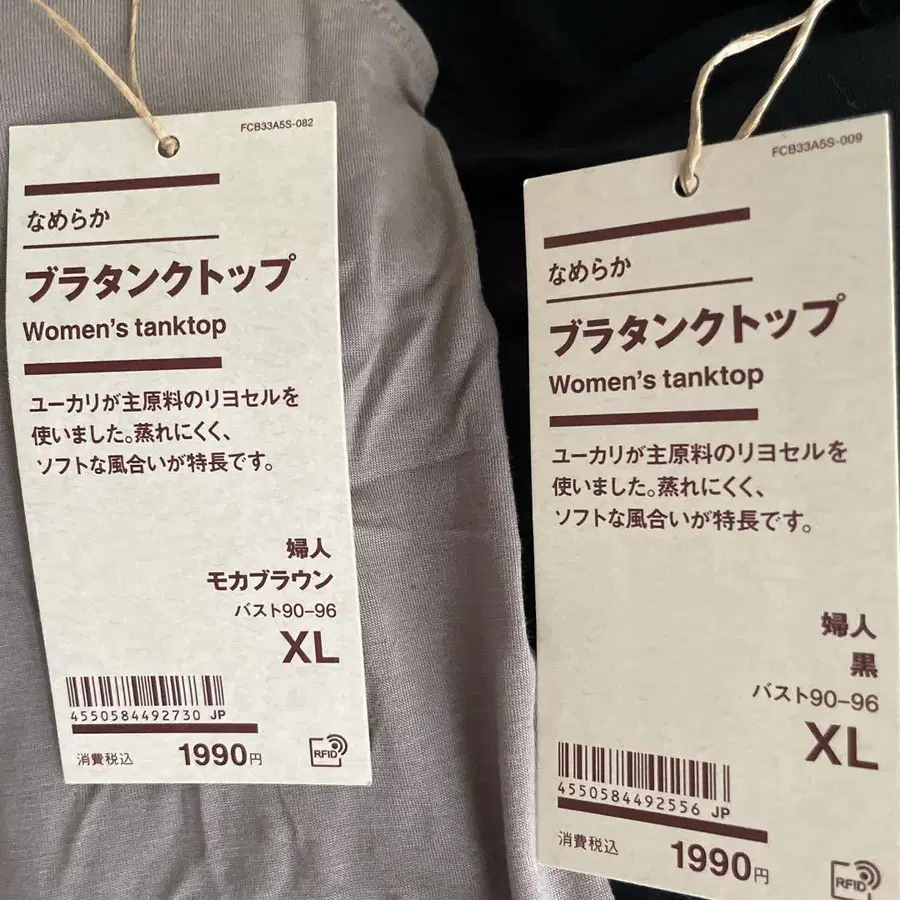 FCB33A5S-082
なめらか
ブラタンクトップ
Women's tanktop
ユーカリが主原料のリヨセルを
使いました。蒸れにくく、
ソフトな風合いが特長です。
婦人
モカブラウン
バスト90-96
XL
4550584492730 JP
消費税込 1990円
RFID
FCB33A5S-009
なめらか
ブラタンクトップ
Women's tanktop
ユーカリが主原料のリヨセルを
使いました。蒸れにくく、
ソフトな風合いが特長です。
婦人
黒
バスト90-96
XL
4550584492556 JP
消費税込 1990円
RFID